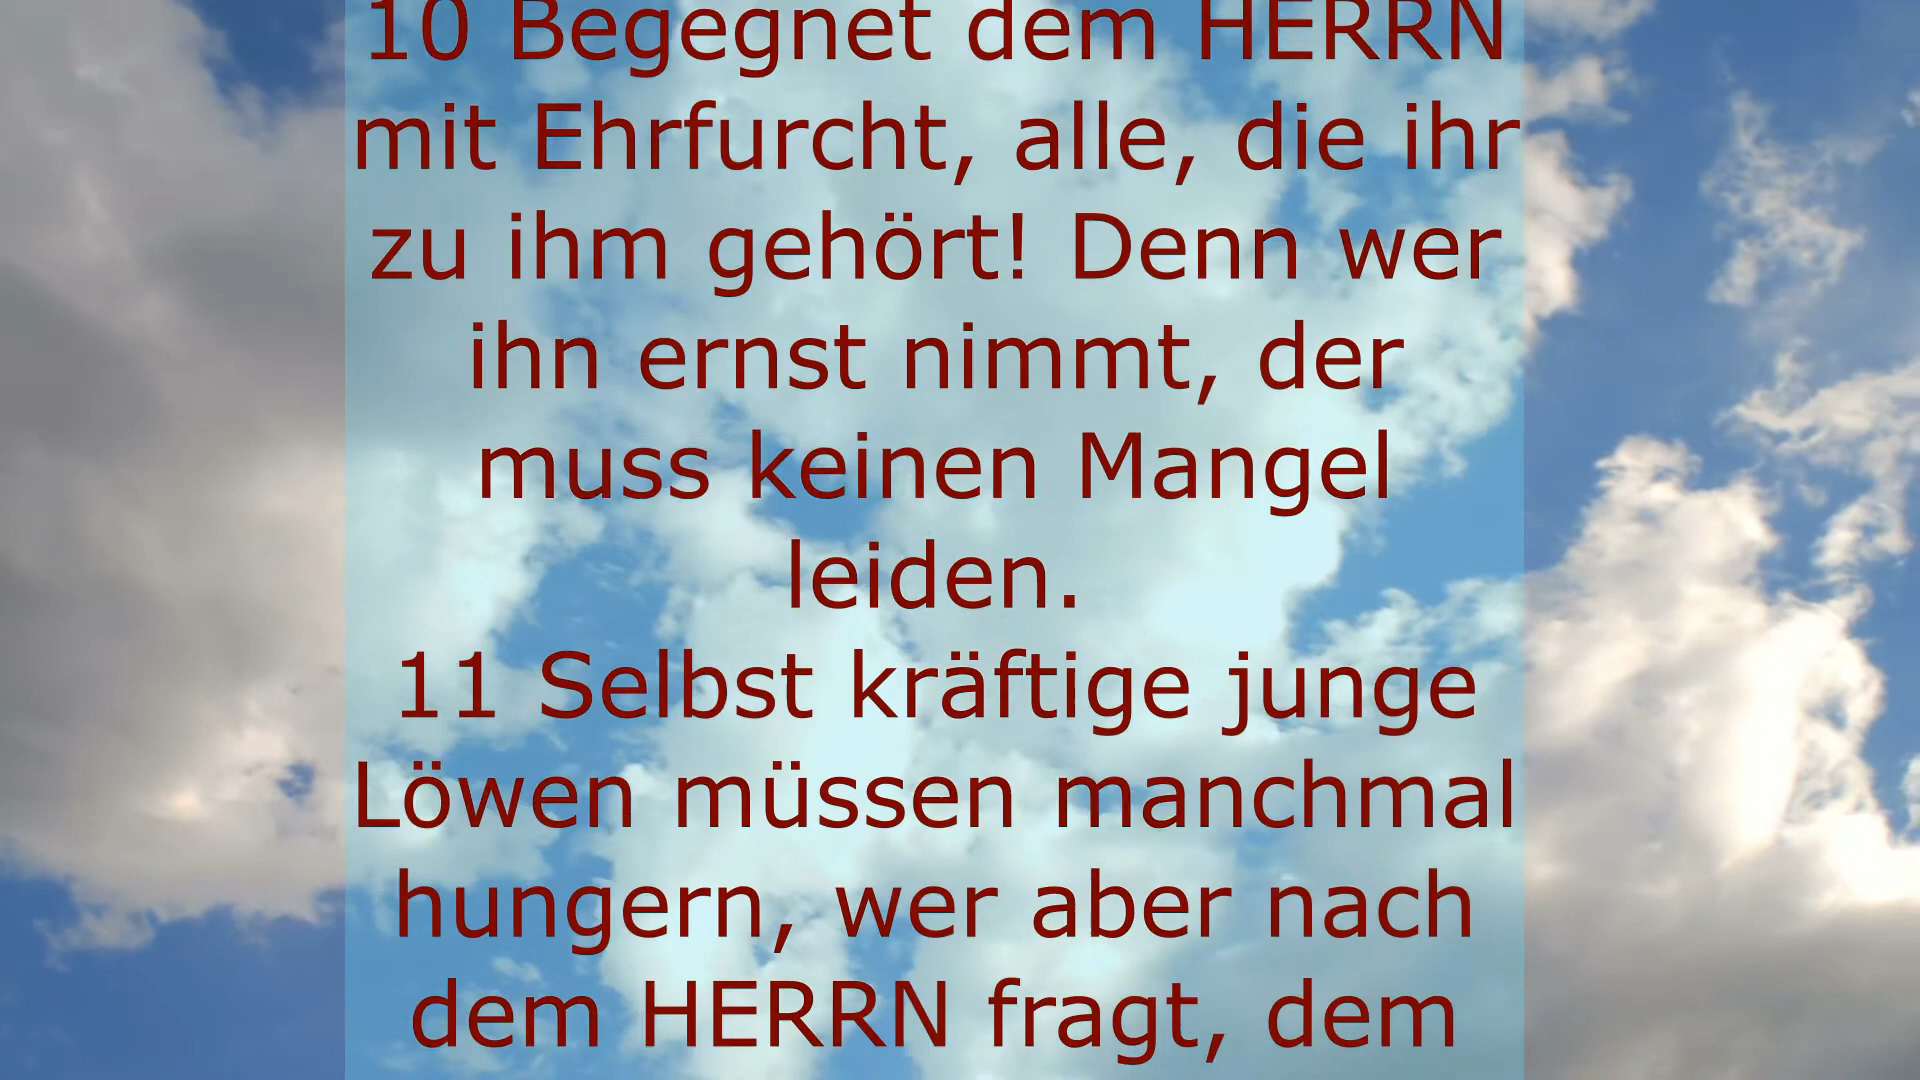 10 Begegnet dem HERRN
mit Ehrfurcht, alle, die ihr
zu ihm gehört! Denn wer
ihn ernst nimmt, der
muss keinen Mangel
leiden.
11 Selbst kräftige junge
Löwen müssen manchmal
hungern, wer aber nach
dem HERRN fragt, dem